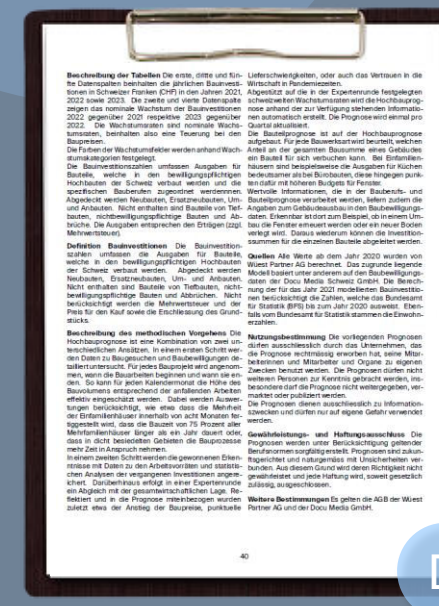 Beschreibung der Tabellen Die erste, dritte und fünf-
te Datenspalten beinhalten die jährlichen Bauinvesti-
tionen in Schweizer Franken (CHF) in den Jahren 2021,
2022 sowie 2023. Die zweite und vierte Datenspalte
zeigen das nominale Wachstum der Bauinvestitionen
2022 gegenüber 2021 respektive 2023 gegenüber
2022. Die Wachstumsraten sind nominale Wachs-
tumsraten, beinhalten also eine Teuerung bei den
Baupreisen.
Die Farben der Wachstumsfelder werden anhand Wach-
stumskategorien festgelegt.
Die Bauinvestitionszahlen umfassen Ausgaben für
Bauteile, welche in den bewilligungspflichtigen
Hochbauten der Schweiz verbaut werden und die
spezifischen Bauberufen zugeordnet werdennmen.
Abgedeckt werden Neubauten, Ersatzneubauten, Um-
und Anbauten. Nicht enthalten sind Bauteile von Tief-
bauten, nichtbewilligungspflichtige Bauten und Ab-
brüche. Die Ausgaben entsprechen den Erträgen (zzgl.
Mehrwertsteuer).
Definition Bauinvestitionen Die Bauinvestition-
szahlen umfassen die Ausgaben für Bauteile,
welche in den bewilligungspflichtigen Hochbauten
der Schweiz verbaut werden. Abgedeckt werden
Neubauten, Ersatzneubauten, Um- und Anbauten.
Nicht enthalten sind Bauteile von Tiefbauten, nicht-
bewilligungspflichtige Bauten und Abbrüchen. Nicht
berücksichtigt werden die Mehrwertsteuer und der
Preis für den Kauf sowie die Erschliessung des Grund-
stücks.
Beschreibung des methodischen Vorgehens Die
Hochbauprognose ist eine Kombination von zwei un-
terschiedlichen Ansätzen. In einem ersten Schritt wer-
den Daten zu Baugesuchen und Baubewilligungen de-
tailliert untersucht. Für jedes Bauprojekt wird angenom-
men, wann die Bauarbeiten beginnen und wann sie en-
den. So kann für jeden Kalendermonat die Höhe des
Bauvolumens entsprechend der anfallenden Arbeiten
effektiv eingeschätzt werden. Dabei werden Auswer-
tungen berücksichtigt, wie etwa dass die Mehrheit
der Einfamilienhäuser innerhalb von acht Monaten fer-
tiggestellt wird, dass die Bauzeit von 75 Prozent aller
Mehrfamilienhäuser länger als ein Jahr dauert oder
dass in dicht besiedelten Gebieten die Bauprozesse
mehr Zeit in Anspruch nehmen.
In einem zweiten Schritt werden die gewonnenen Erken-
ntnisse mit Daten zu den Arbeitsvorräten und statistis-
chen Analysen der vergangenen Investitionen angere-
ichert. Darüberhinaus erfolgt in einer Expertenrunde
ein Abgleich mit der gesamtwirtschaftlichen Lage. Re-
flektiert und in die Prognose miteinbezogen wurden
zuletzt etwa der Anstieg der Baupreise, punktuelle
Lieferschwierigkeiten, oder auch das Vertrauen in die
Wirtschaft in Pandemiezeiten.
Abgestützt auf die in der Expertenrunde festgelegten
schweizweiten Wachstumsraten wird die Hochbauprog-
nose anhand der zur Verfügung stehenden Informatio-
nen automatisch erstellt. Die Prognose wird einmal pro
Quartal aktualisiert.
Die Bauteilprognose ist auf der Hochbauprognose
aufgebaut. Für jede Bauwerksart wird beurteilt, welchen
Anteil an der gesamten Bausumme eines Gebäudes
ein Bauteil für sich verbuchen kann. Bei Einfamilien-
häusern sind beispielsweise die Ausgaben für Küchen
bedeutsamer als bei Bürobauten, diese hingegen punk-
ten dafür mit höheren Budgets für Fenster.
Wertvolle Informationen, die in der Bauberufs- und
Bauteilprognose verarbeitet werden, liefern zudem die
Angaben zum Gebäudeausbau in den Baubewilligungs-
daten. Erkennbar ist dort zum Beispiel, ob in einem Um-
bau die Fenster erneuert werden oder ein neuer Boden
verlegt wird. Daraus wiederum können die Investition-
ssummen für die einzelnen Bauteile abgeleitet werden.
Quellen Alle Werte ab dem Jahr 2020 wurden von
Wüest Partner AG berechnet. Das zugrunde liegende
Modell basiert unter anderem auf den Baubewilligungs-
daten der Docu Media Schweiz GmbH. Die Berech-
nung der für das Jahr 2021 modellierten Bauinvestitio-
nen berücksichtigt die Zahlen, welche das Bundesamt
für Statistik (BFS) bis zum Jahr 2020 ausweist. Eben-
falls vom Bundesamt für Statistik stammen die Einwohn-
erzahlen.
Nutzungsbestimmung Die vorliegenden Prognosen
dürfen ausschliesslich durch das Unternehmen, das
die Prognose rechtmässig erworben hat, seine Mitar-
beiterinnen und Mitarbeiter und Organe zu eigenen
Zwecken benutzt werden. Die Prognosen dürfen nicht
weiteren Personen zur Kenntnis gebracht werden, ins-
besondere darf die Prognose nicht weitergegeben, ver-
marktet oder publiziert werden.
Die Prognosen dienen ausschliesslich zu Information-
szwecken und dürfen nur auf eigene Gefahr verwendet
werden.
Gewährleistungs- und Haftungsausschluss Die
Prognosen werden unter Berücksichtigung geltender
Berufsnormen sorgfältig erstellt. Prognosen sind zukun-
ftsgerichtet und naturgemäss mit Unsicherheiten ver-
bunden. Aus diesem Grund wird deren Richtigkeit nicht
gewährleistet und jede Haftung wird, soweit gesetzlich
zulässig, ausgeschlossen.
Weitere Bestimmungen Es gelten die AGB der Wüest
Partner AG und der Docu Media GmbH.
40